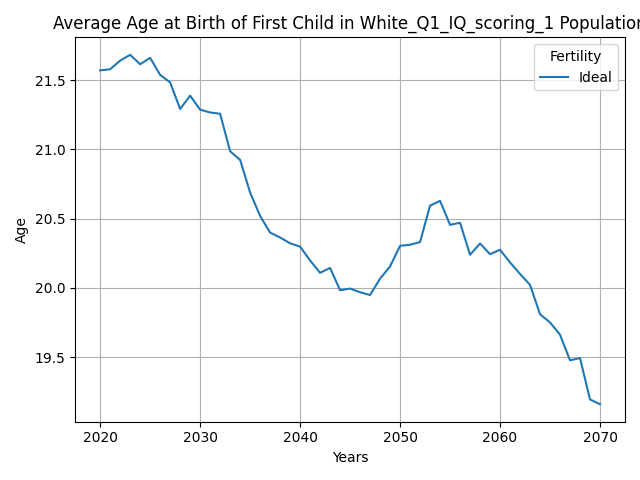 Average Age at Birth of First Child in White_Q1_IQ_scoring_1 Population
Fertility
Ideal
21.5
21.0
20.5
20.0
19.5
Age
2020 2030 2040 2050 2060 2070
Years